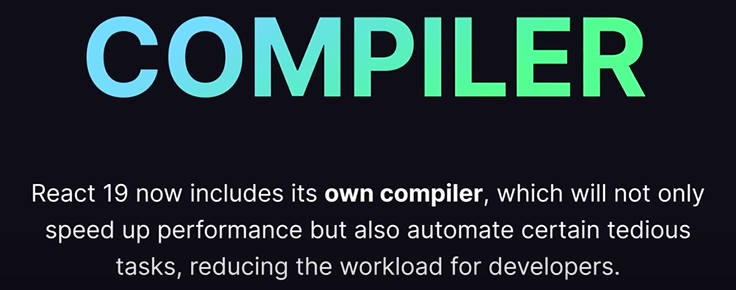 COMPILER
React 19 now includes its own compiler, which will not only
speed up performance but also automate certain tedious
tasks, reducing the workload for developers.